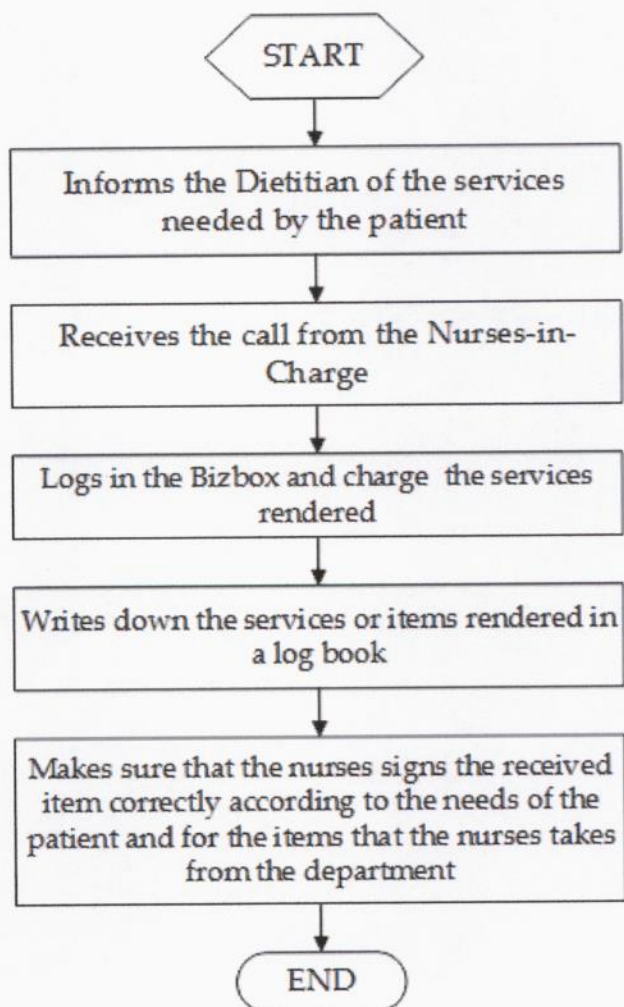 START
Informs the Dietitian of the services
needed by the patient
Receives the call from the Nurses-in-
Charge
Logs in the Bizbox and charge the services
rendered
Writes down the services or items rendered in
a log book
Makes sure that the nurses signs the received
item correctly according to the needs of the
patient and for the items that the nurses takes
from the department
END